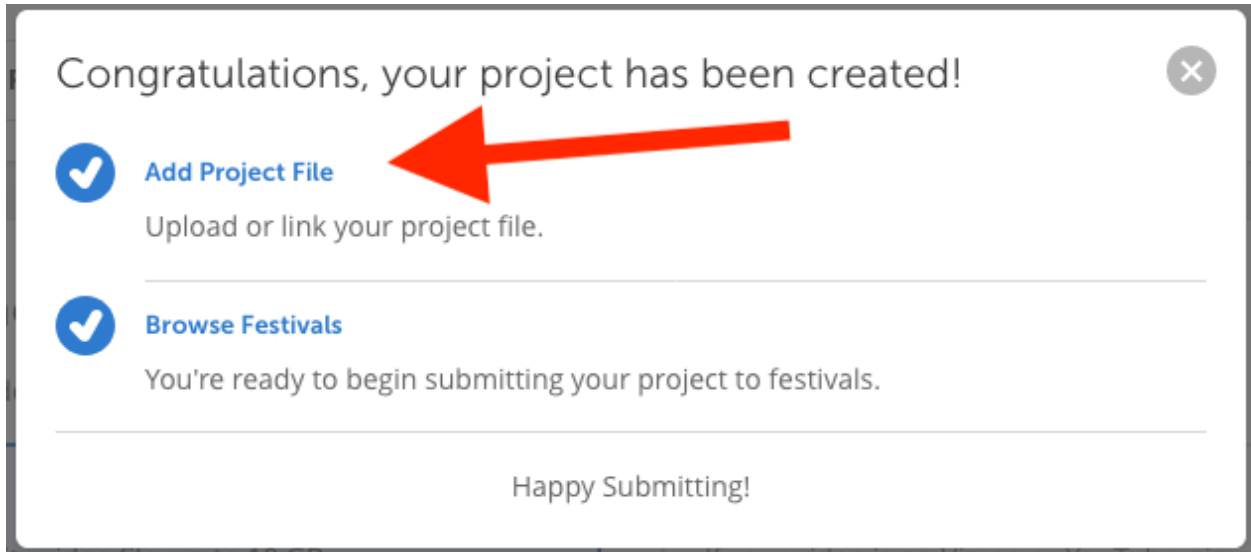 Congratulations, your project has been created!
Add Project File
Upload or link your project file.
Browse Festivals
You're ready to begin submitting your project to festivals.
Happy Submitting!